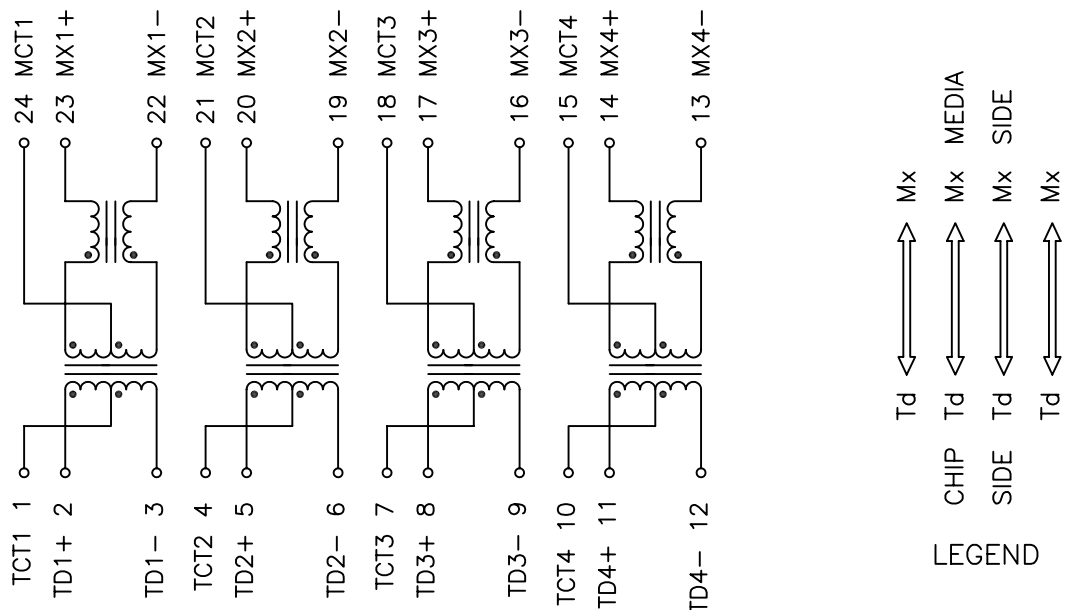 24 MCT1
23 MX1+
22 MX1−
21 MCT2
20 MX2+
19 MX2−
18 MCT3
17 MX3+
16 MX3−
15 MCT4
14 MX4+
13 MX4−
TCT1 1
TD1+ 2
TD1− 3
TCT2 4
TD2+ 5
TD2− 6
TCT3 7
TD3+ 8
TD3− 9
TCT4 10
TD4+ 11
TD4− 12
Td Mx
CHIP Td Mx MEDIA
SIDE Td Mx SIDE
Td Mx
LEGEND